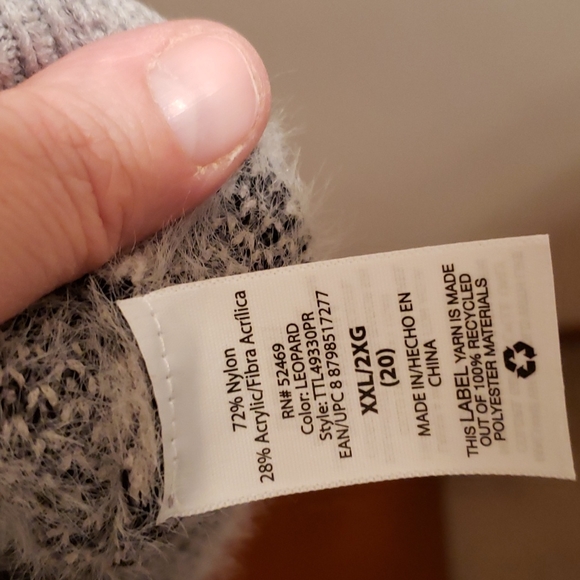 72% Nylon
28% Acrylic/Fibra Acrílica
RN# 52469
Color: LEOPARD
Style: TTL49330PR
EAN/UPC 8 8798517277
XXL/2XG
(20)
MADE IN/HECHO EN
CHINA
THIS LABEL YARN IS MADE
OUT OF 100% RECYCLED
POLYESTER MATERIALS